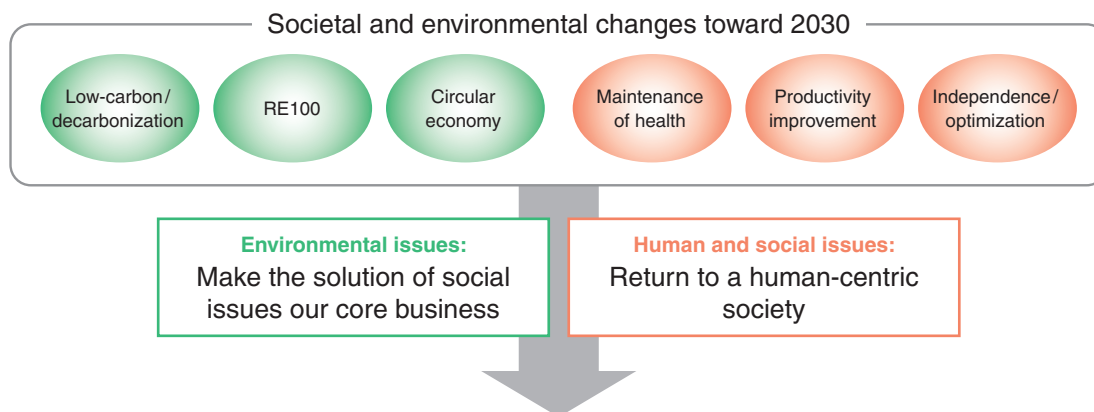 Societal and environmental changes toward 2030
Low-carbon/
decarbonization
RE100
Circular
economy
Maintenance
of health
Productivity
improvement
Independence/
optimization
Environmental issues:
Make the solution of social
issues our core business
Human and social issues:
Return to a human-centric
society